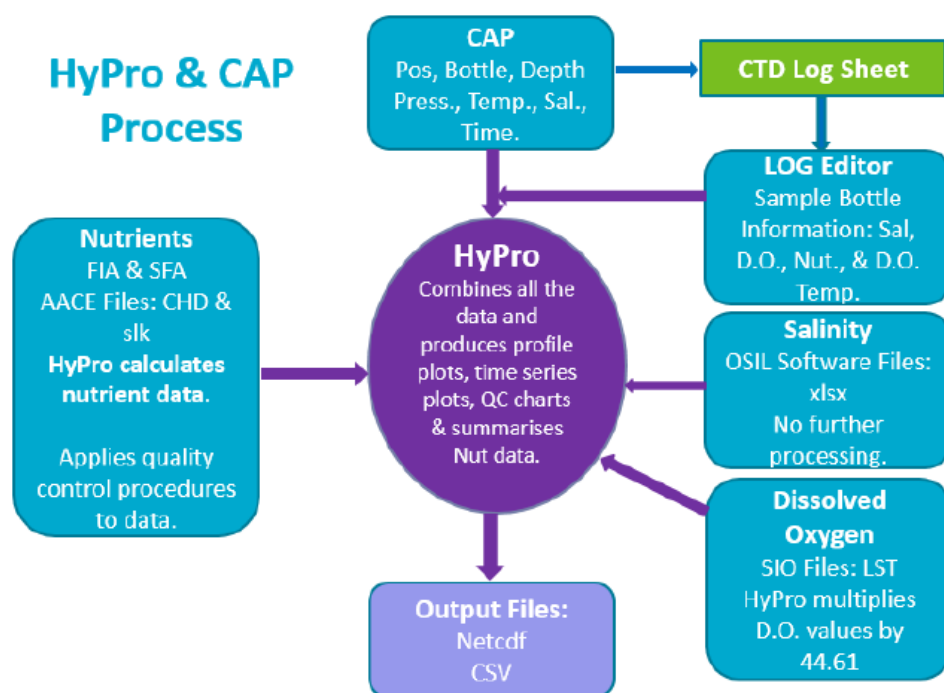 HyPro & CAP
Process
CAP
Pos, Bottle, Depth
Press., Temp., Sal.,
Time.
CTD Log Sheet
LOG Editor
Sample Bottle
Information: Sal,
D.O., Nut., & D.O.
Temp.
Nutrients
FIA & SFA
AACE Files: CHD &
slk
HyPro calculates
nutrient data.
Applies quality
control procedures
to data.
HyPro
Combines all the
data and
produces profile
plots, time series
plots, QC charts
& summarises
Nut data.
Salinity
OSIL Software Files:
xlsx
No further
processing.
Dissolved
Oxygen
SIO Files: LST
HyPro multiplies
D.O. values by
44.61
Output Files:
Netcdf
CSV